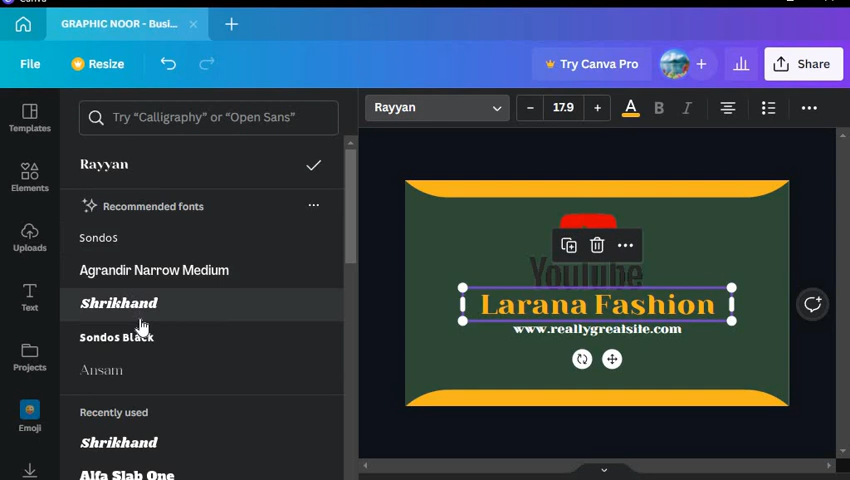 Canva
GRAPHIC NOOR - Busi...
File
Resize
Try Canva Pro
Share
Templates
Elements
Uploads
Text
Projects
Emoji
Try “Calligraphy” or “Open Sans”
Rayyan
Recommended fonts
Sondos
Agrandir Narrow Medium
Shrikhand
Sondos Black
Ansam
Recently used
Shrikhand
Alfa Slab One
Rayyan
17.9
A
B
I
YouTube
Larana Fashion
www.reallygreatsite.com